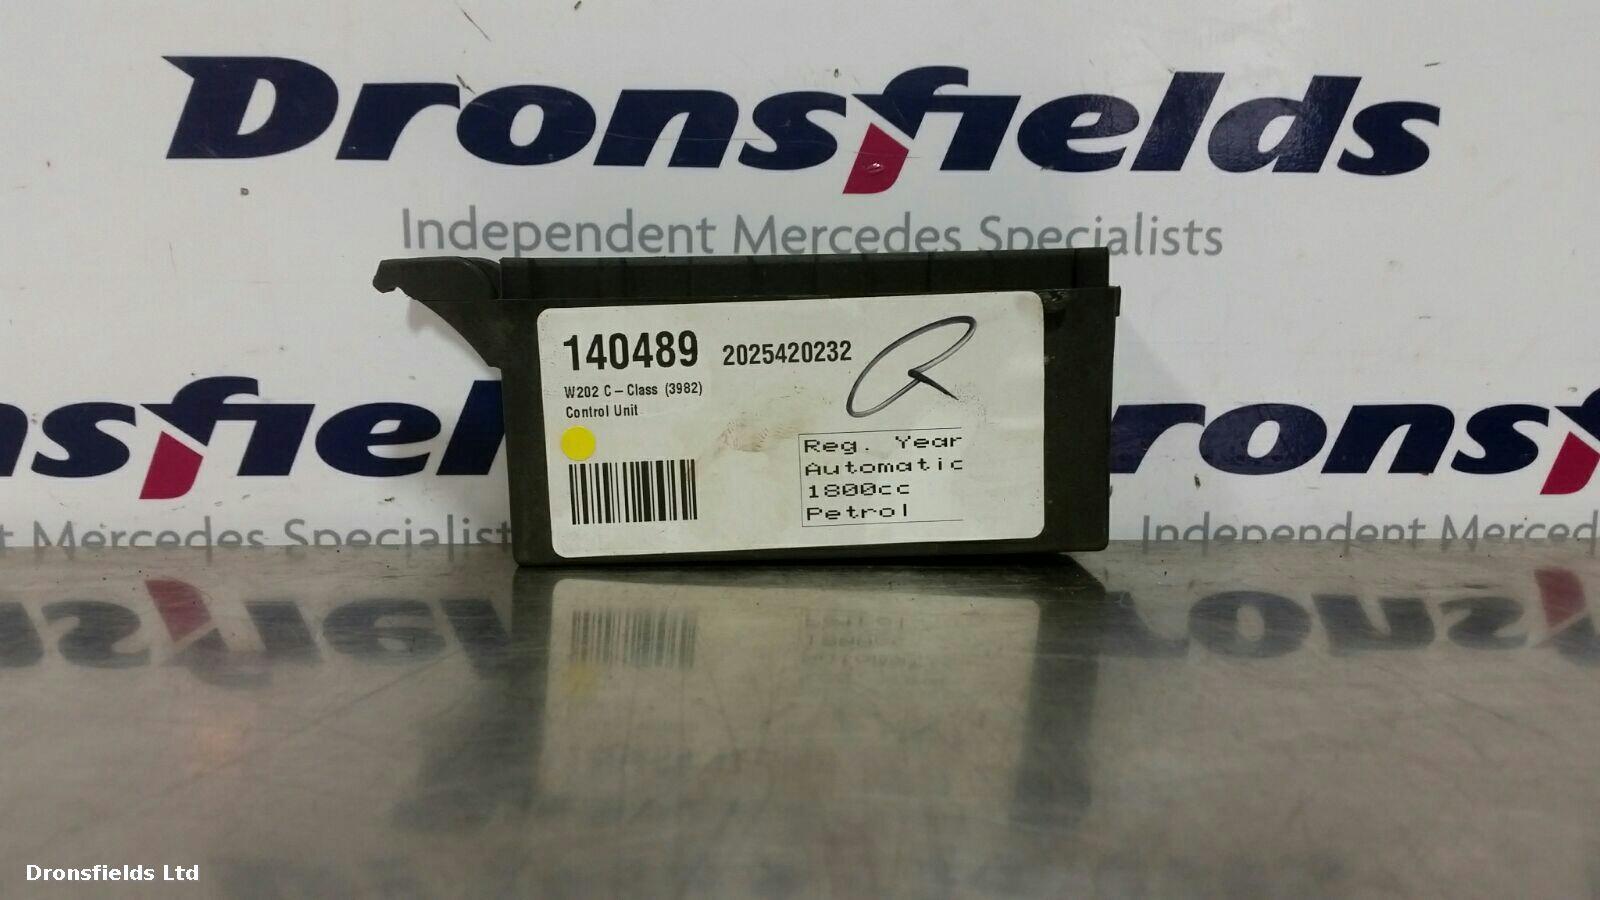 Dronsfields
Independent Mercedes Specialists
140489 2025420232
W202 C-Class (3982)
Control Unit
Reg. Year
Automatic
1800cc
Petrol
nsfiel
ronsf
t Mercedes Specialist
Independent Merced
Dronsfields Ltd